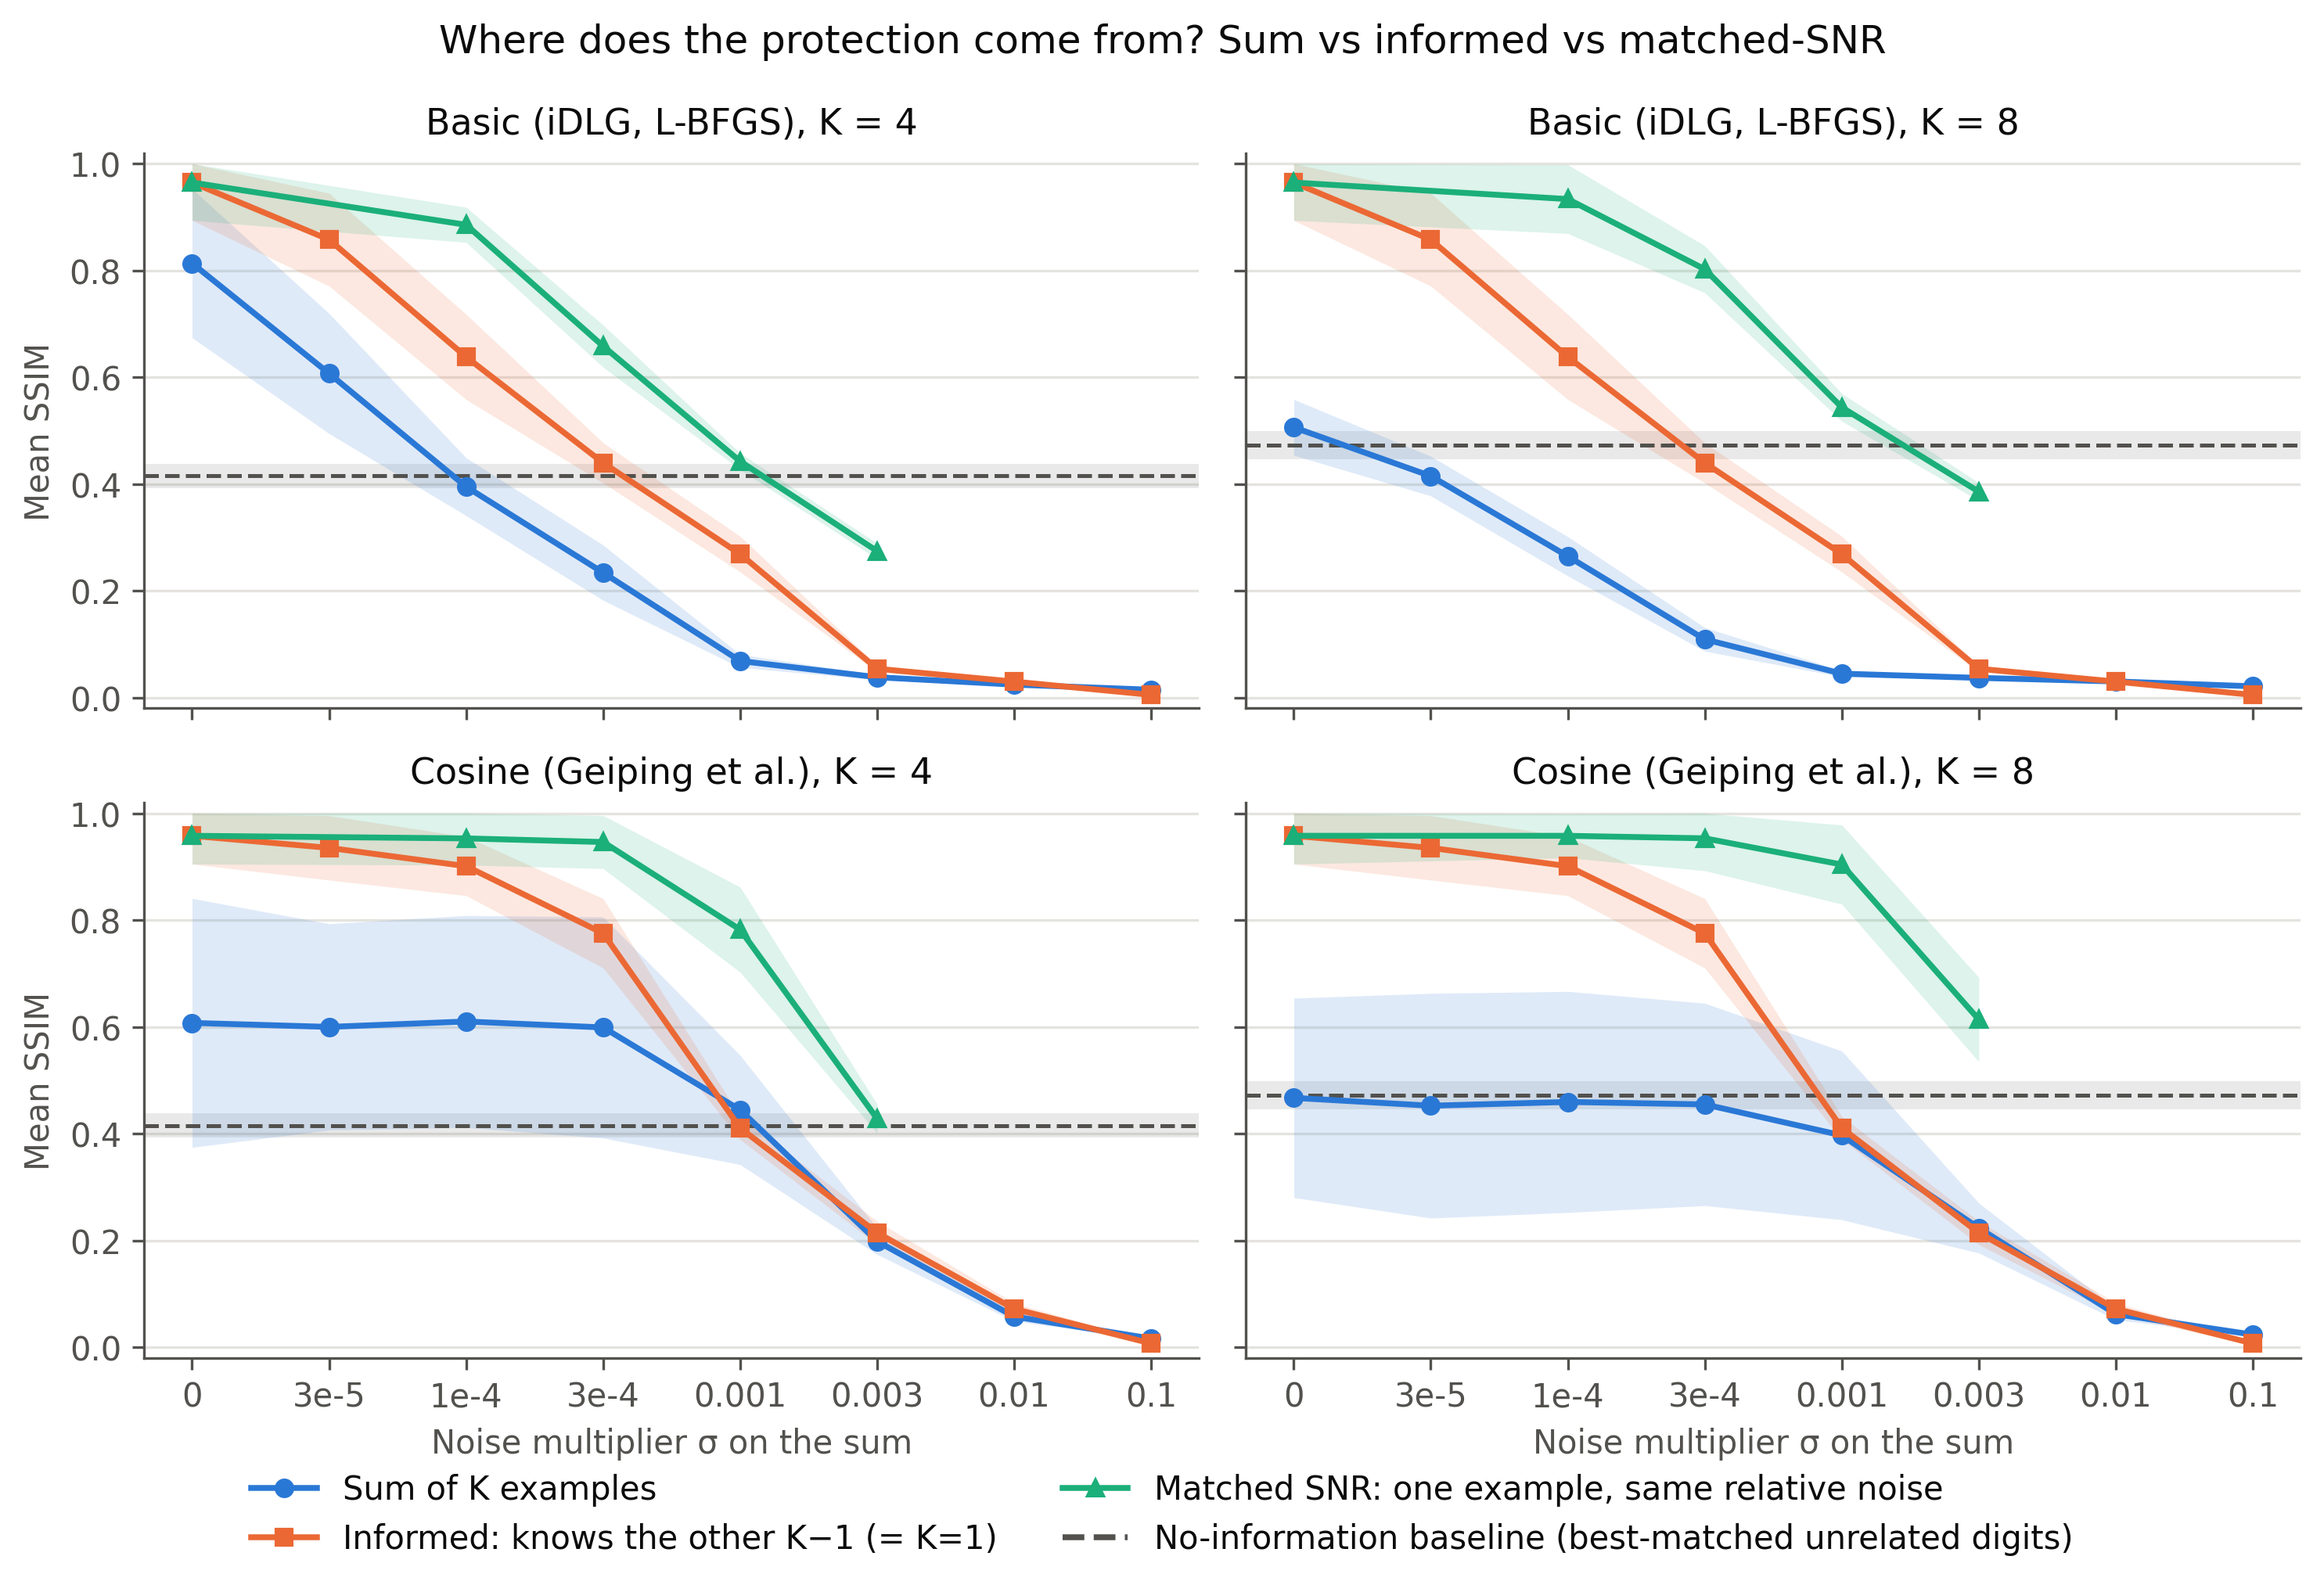 Where does the protection come from? Sum vs informed vs matched-SNR
Basic (iDLG, L-BFGS), K = 4
Basic (iDLG, L-BFGS), K = 8
Mean SSIM
1.0
0.8
0.6
0.4
0.2
0.0
Cosine (Geiping et al.), K = 4
Cosine (Geiping et al.), K = 8
Mean SSIM
1.0
0.8
0.6
0.4
0.2
0.0
0 3e-5 1e-4 3e-4 0.001 0.003 0.01 0.1
0 3e-5 1e-4 3e-4 0.001 0.003 0.01 0.1
Noise multiplier σ on the sum
Noise multiplier σ on the sum
Sum of K examples
Informed: knows the other K−1 (= K=1)
Matched SNR: one example, same relative noise
No-information baseline (best-matched unrelated digits)